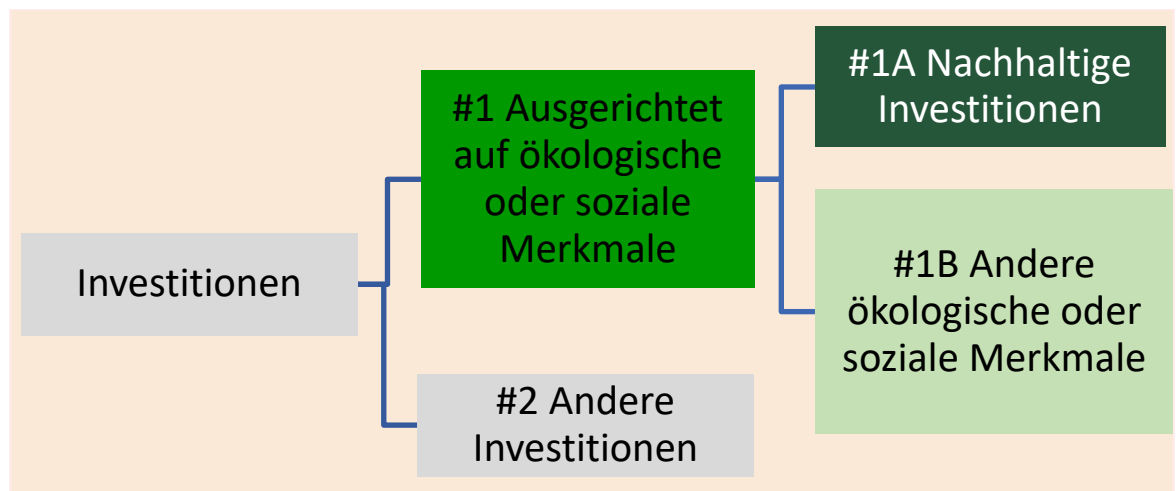 Investitionen
#1 Ausgerichtet
auf ökologische
oder soziale
Merkmale
#2 Andere
Investitionen
#1A Nachhaltige
Investitionen
#1B Andere
ökologische oder
soziale Merkmale